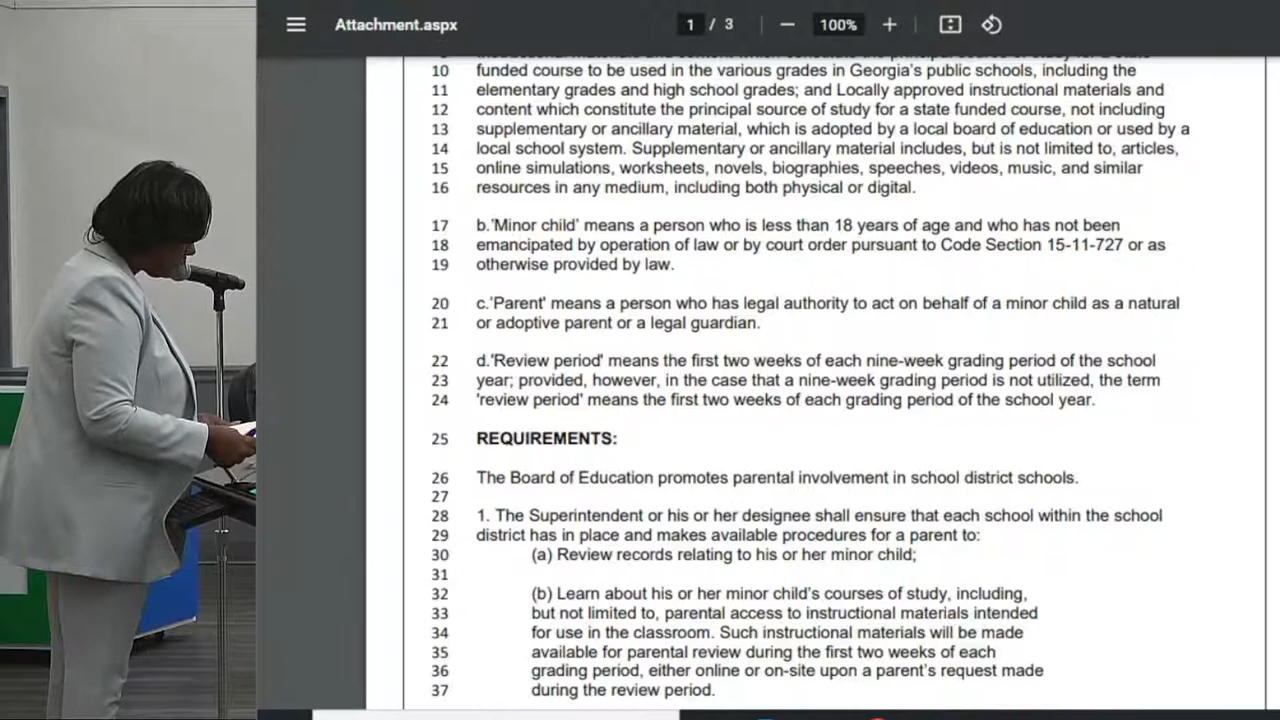 Attachment.aspx
1 / 3
100%
10 funded course to be used in the various grades in Georgia's public schools, including the
11 elementary grades and high school grades; and Locally approved instructional materials and
12 content which constitute the principal source of study for a state funded course, not including
13 supplementary or ancillary material, which is adopted by a local board of education or used by a
14 local school system. Supplementary or ancillary material includes, but is not limited to, articles,
15 online simulations, worksheets, novels, biographies, speeches, videos, music, and similar
16 resources in any medium, including both physical or digital.
17 b.'Minor child' means a person who is less than 18 years of age and who has not been
18 emancipated by operation of law or by court order pursuant to Code Section 15-11-727 or as
19 otherwise provided by law.
20 c.'Parent' means a person who has legal authority to act on behalf of a minor child as a natural
21 or adoptive parent or a legal guardian.
22 d.'Review period' means the first two weeks of each nine-week grading period of the school
23 year; provided, however, in the case that a nine-week grading period is not utilized, the term
24 'review period' means the first two weeks of each grading period of the school year.
25 REQUIREMENTS:
26 The Board of Education promotes parental involvement in school district schools.
27
28 1. The Superintendent or his or her designee shall ensure that each school within the school
29 district has in place and makes available procedures for a parent to:
30 (a) Review records relating to his or her minor child;
31
32 (b) Learn about his or her minor child's courses of study, including,
33 but not limited to, parental access to instructional materials intended
34 for use in the classroom. Such instructional materials will be made
35 available for parental review during the first two weeks of each
36 grading period, either online or on-site upon a parent's request made
37 during the review period.